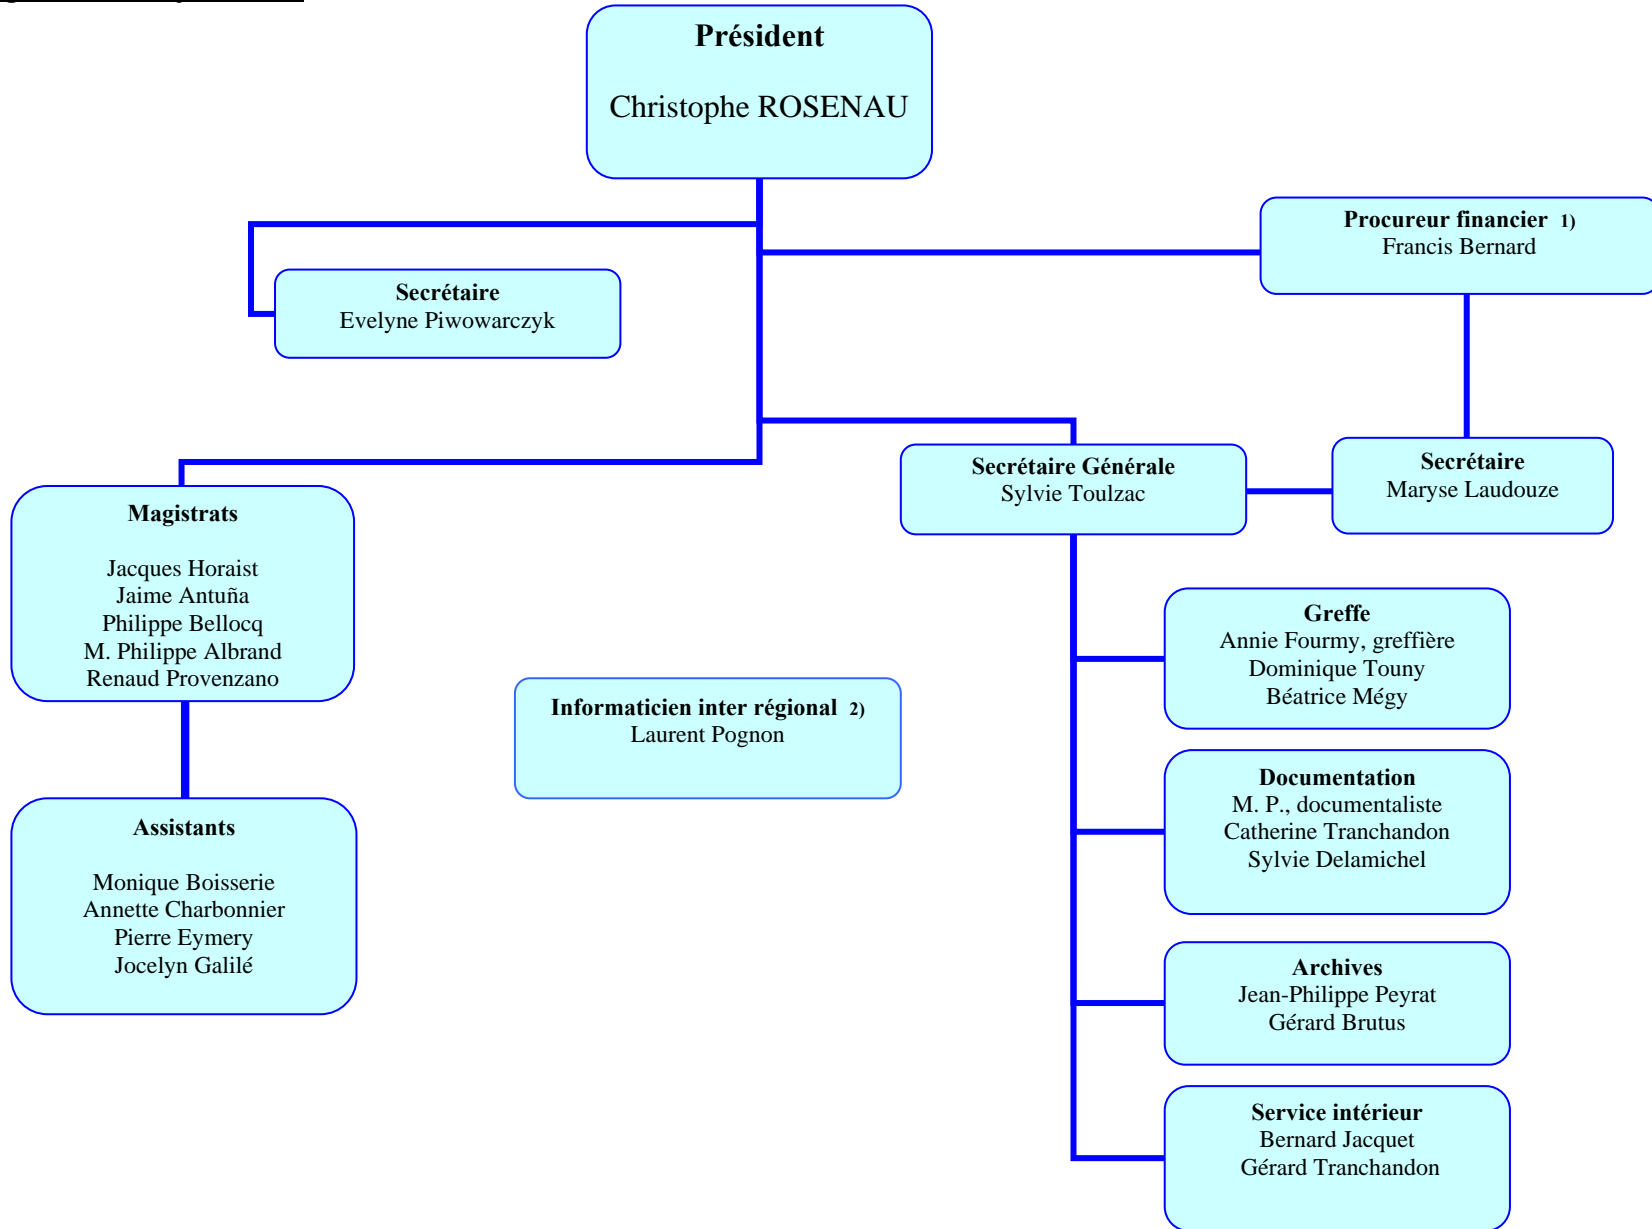 Président
Christophe ROSENAU
Procureur financier 1)
Francis Bernard
Secrétaire
Evelyne Piwowarczyk
Secrétaire Générale
Sylvie Toulzac
Secrétaire
Maryse Laudouze
Magistrats
Jacques Horaist
Jaime Antuña
Philippe Bellocq
M. Philippe Albrand
Renaud Provenzano
Informaticien inter régional 2)
Laurent Pognon
Greffe
Annie Fourmy, greffière
Dominique Touny
Béatrice Mégy
Documentation
M. P., documentaliste
Catherine Tranchandon
Sylvie Delamichel
Assistants
Monique Boisserie
Annette Charbonnier
Pierre Eymery
Jocelyn Galilé
Archives
Jean-Philippe Peyrat
Gérard Brutus
Service intérieur
Bernard Jacquet
Gérard Tranchandon